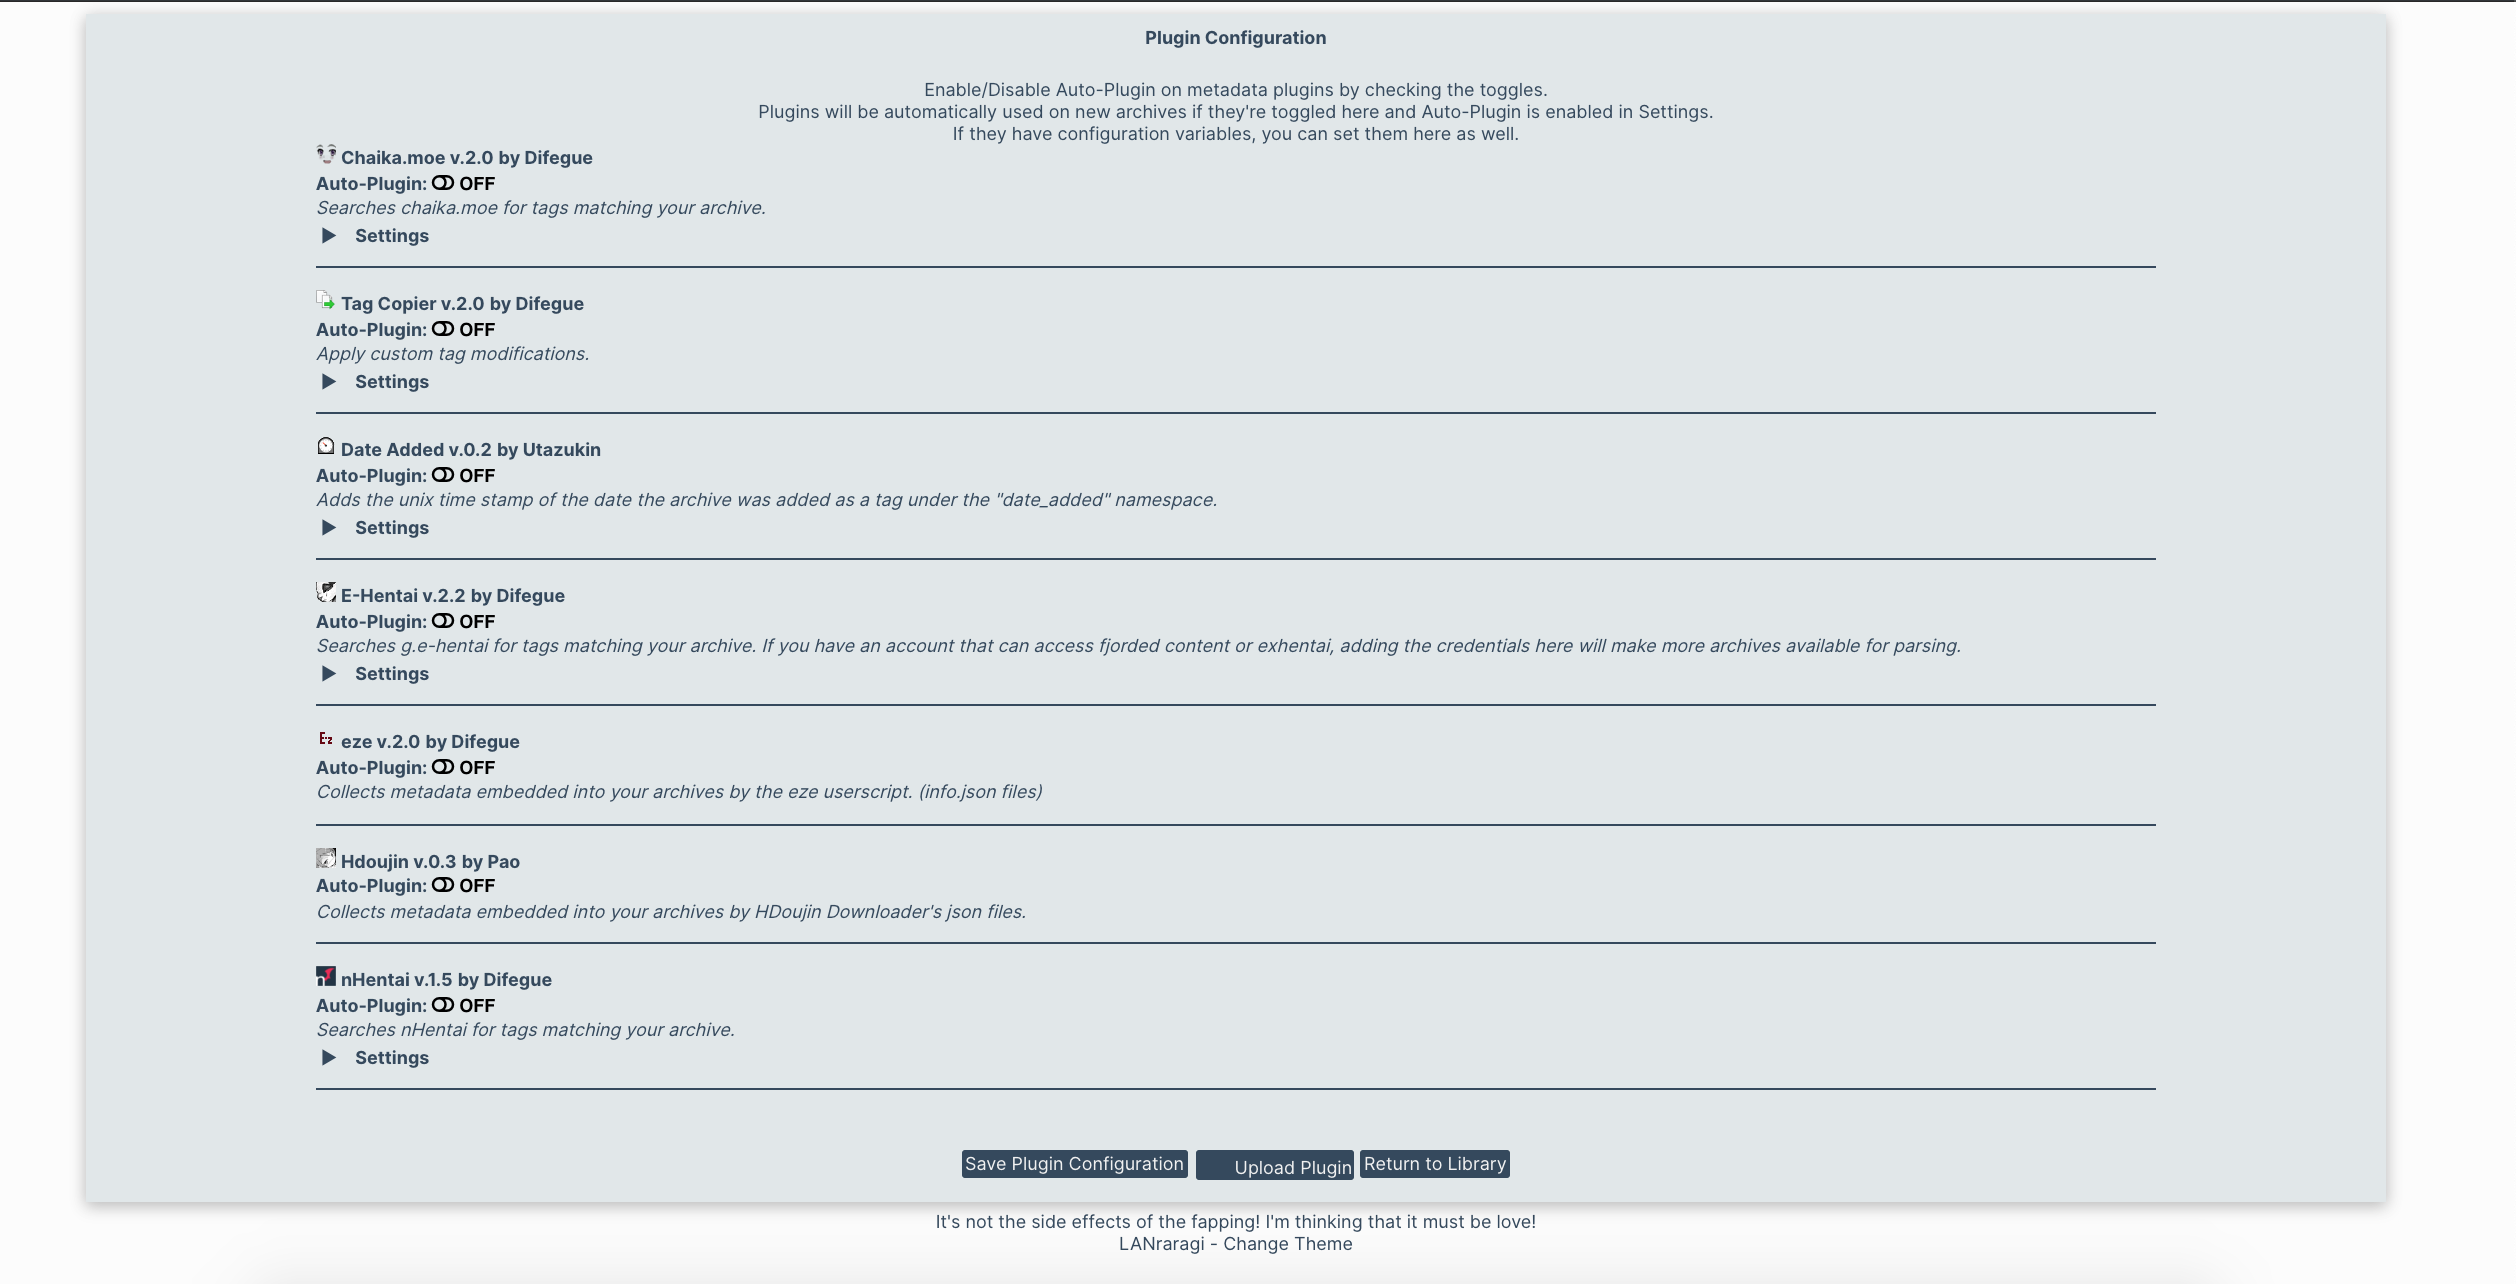 Plugin Configuration
Enable/Disable Auto-Plugin on metadata plugins by checking the toggles.
Plugins will be automatically used on new archives if they're toggled here and Auto-Plugin is enabled in Settings.
If they have configuration variables, you can set them here as well.
Chaika.moe v.2.0 by Difegue
Auto-Plugin: OFF
Searches chaika.moe for tags matching your archive.
Settings
Tag Copier v.2.0 by Difegue
Auto-Plugin: OFF
Apply custom tag modifications.
Settings
Date Added v.0.2 by Utazukin
Auto-Plugin: OFF
Adds the unix time stamp of the date the archive was added as a tag under the "date_added" namespace.
Settings
E-Hentai v.2.2 by Difegue
Auto-Plugin: OFF
Searches g.e-hentai for tags matching your archive. If you have an account that can access fjorded content or exhentai, adding the credentials here will make more archives available for parsing.
Settings
eze v.2.0 by Difegue
Auto-Plugin: OFF
Collects metadata embedded into your archives by the eze userscript. (info.json files)
Hdoujin v.0.3 by Pao
Auto-Plugin: OFF
Collects metadata embedded into your archives by HDoujin Downloader's json files.
nHentai v.1.5 by Difegue
Auto-Plugin: OFF
Searches nHentai for tags matching your archive.
Settings
Save Plugin Configuration Upload Plugin Return to Library
It's not the side effects of the fapping! I'm thinking that it must be love!
LANraragi - Change Theme